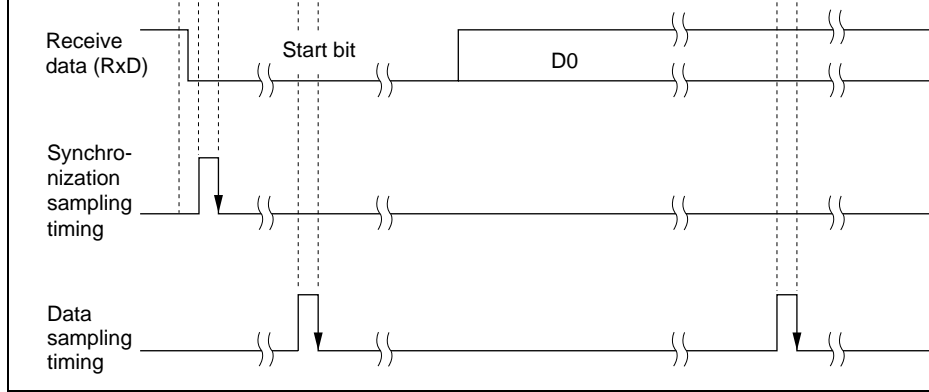 Receive
data (RxD)
Start bit
D0
Synchro-
nization
sampling
timing
Data
sampling
timing